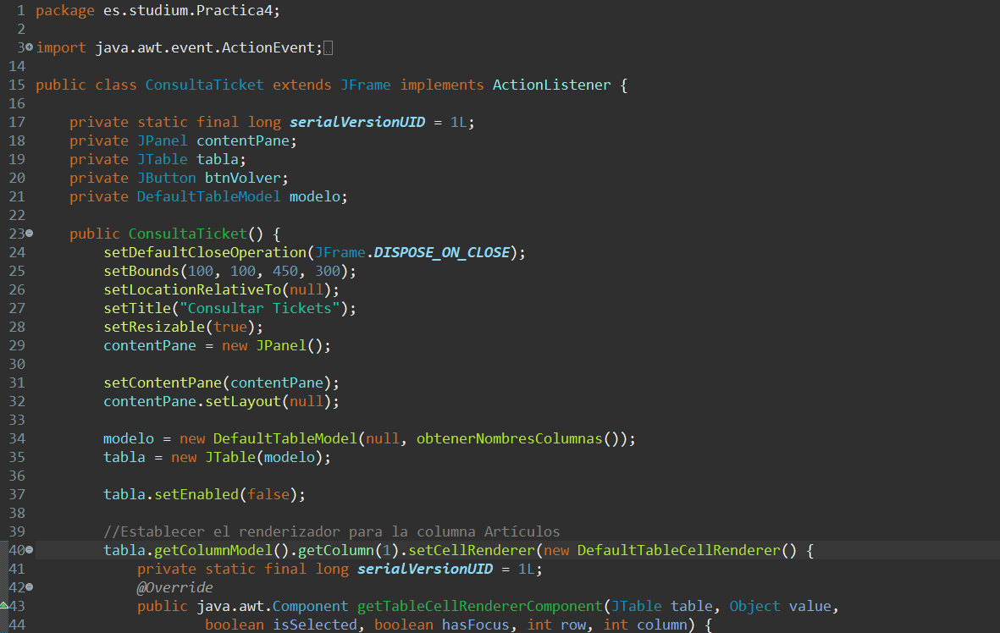 1 package es.studium.Practica4;
2
3 import java.awt.event.ActionEvent;
14
15 public class ConsultaTicket extends JFrame implements ActionListener {
16
17     private static final long serialVersionUID = 1L;
18     private JPanel contentPane;
19     private JTable tabla;
20     private JButton btnVolver;
21     private DefaultTableModel modelo;
22
23     public ConsultaTicket() {
24         setDefaultCloseOperation(JFrame.DISPOSE_ON_CLOSE);
25         setBounds(100, 100, 450, 300);
26         setLocationRelativeTo(null);
27         setTitle("Consultar Tickets");
28         setResizable(true);
29         contentPane = new JPanel();
30
31         setContentPane(contentPane);
32         contentPane.setLayout(null);
33
34         modelo = new DefaultTableModel(null, obtenerNombresColumnas());
35         tabla = new JTable(modelo);
36
37         tabla.setEnabled(false);
38
39         //Establecer el renderizador para la columna Artículos
40         tabla.getColumnModel().getColumn(1).setCellRenderer(new DefaultTableCellRenderer() {
41             private static final long serialVersionUID = 1L;
42             @Override
43             public java.awt.Component getTableCellRendererComponent(JTable table, Object value,
44                     boolean isSelected, boolean hasFocus, int row, int column) {